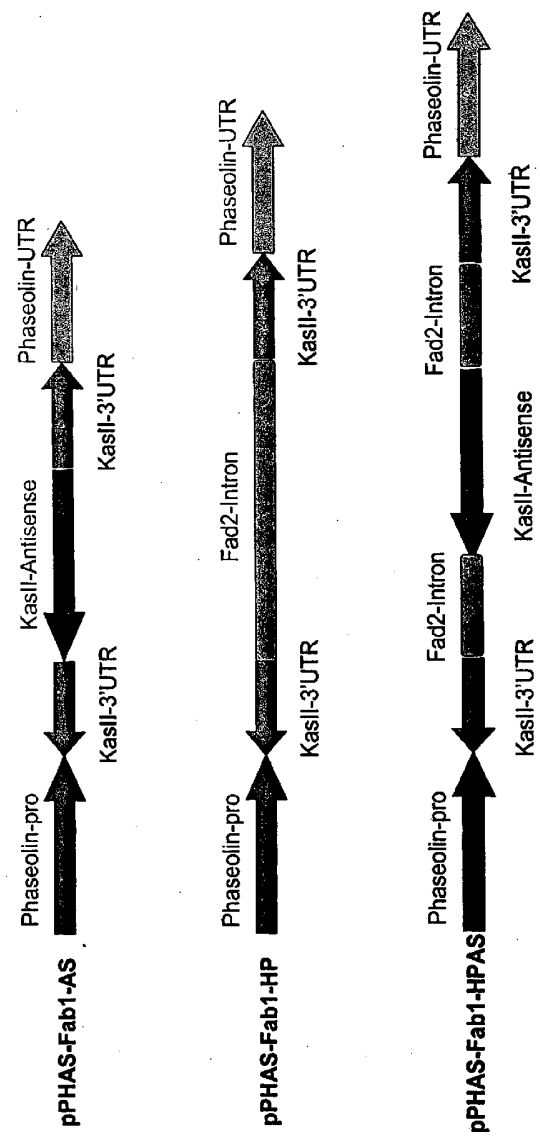 pPHAS-Fab1-AS
Phaseolin-pro
KasII-3'UTR
KasII-Antisense
KasII-3'UTR
Phaseolin-UTR
pPHAS-Fab1-HP
Phaseolin-pro
KasII-3'UTR
Fad2-Intron
KasII-3'UTR
Phaseolin-UTR
pPHAS-Fab1-HPAS
Phaseolin-pro
KasII-3'UTR
Fad2-Intron
KasII-Antisense
Fad2-Intron
KasII-3'UTR
Phaseolin-UTR